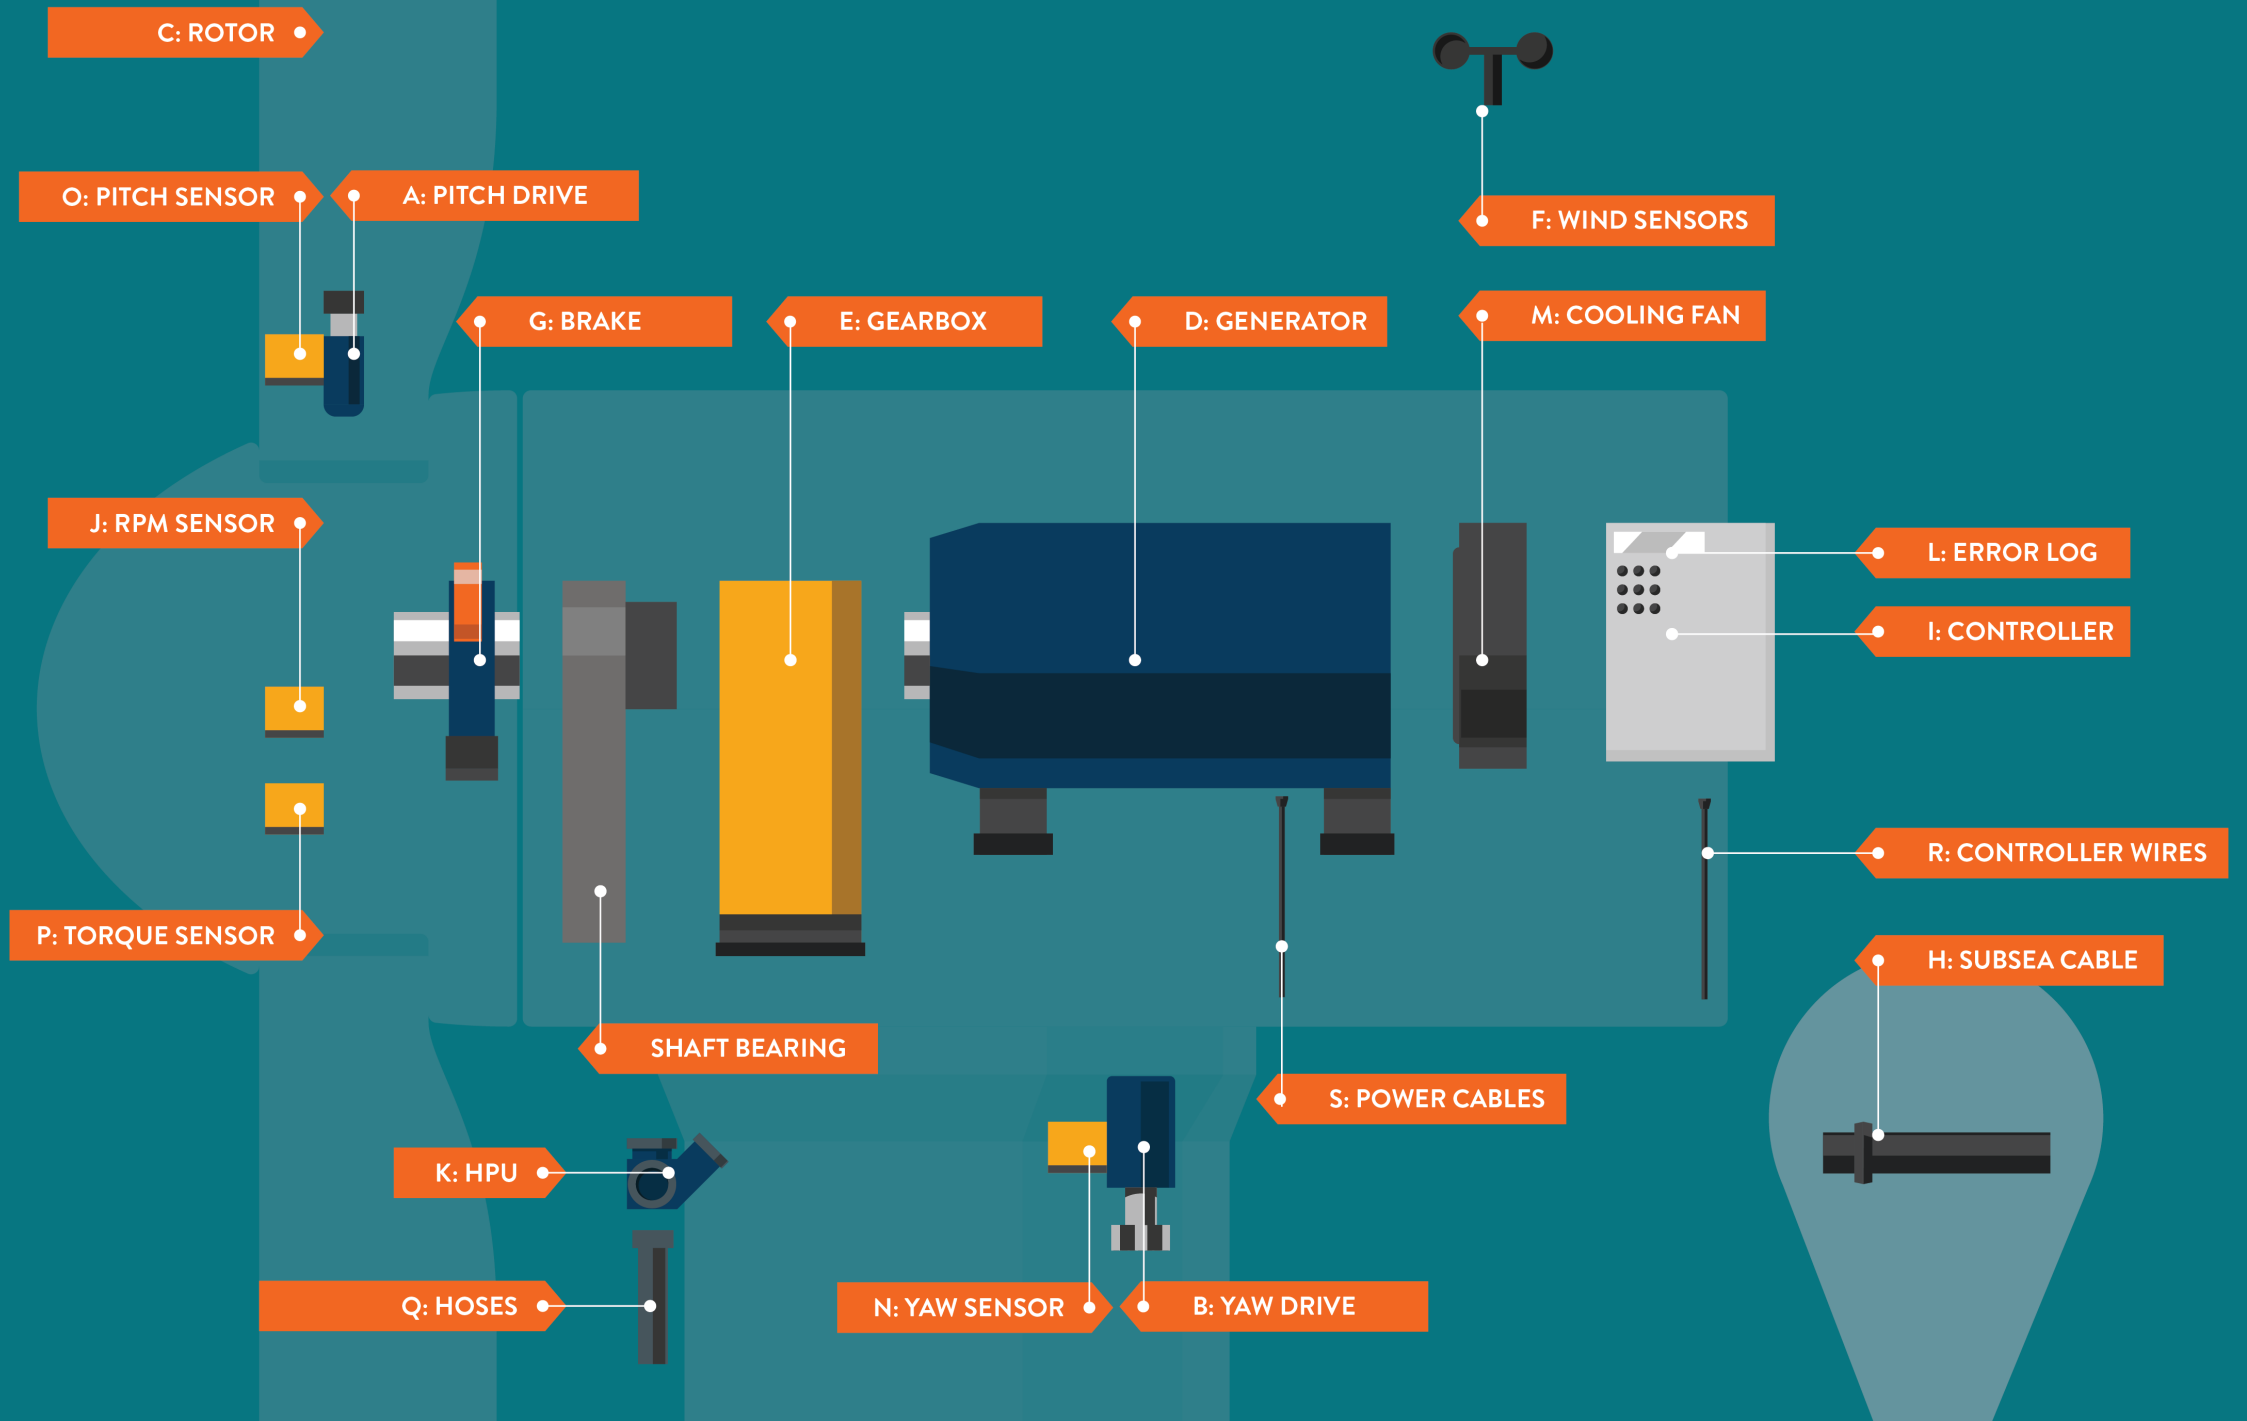 C: ROTOR
O: PITCH SENSOR
A: PITCH DRIVE
F: WIND SENSORS
G: BRAKE
E: GEARBOX
D: GENERATOR
M: COOLING FAN
J: RPM SENSOR
L: ERROR LOG
I: CONTROLLER
R: CONTROLLER WIRES
P: TORQUE SENSOR
H: SUBSEA CABLE
SHAFT BEARING
S: POWER CABLES
K: HPU
Q: HOSES
N: YAW SENSOR
B: YAW DRIVE